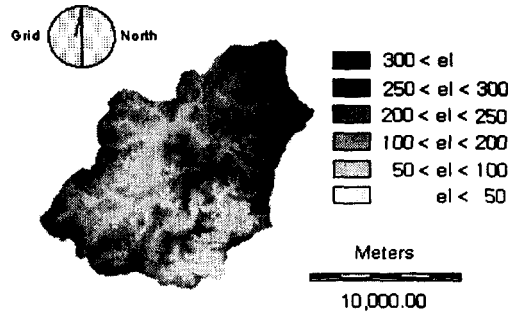 Grid North
300 < el
250 < el < 300
200 < el < 250
100 < el < 200
50 < el < 100
el < 50
Meters
10,000.00